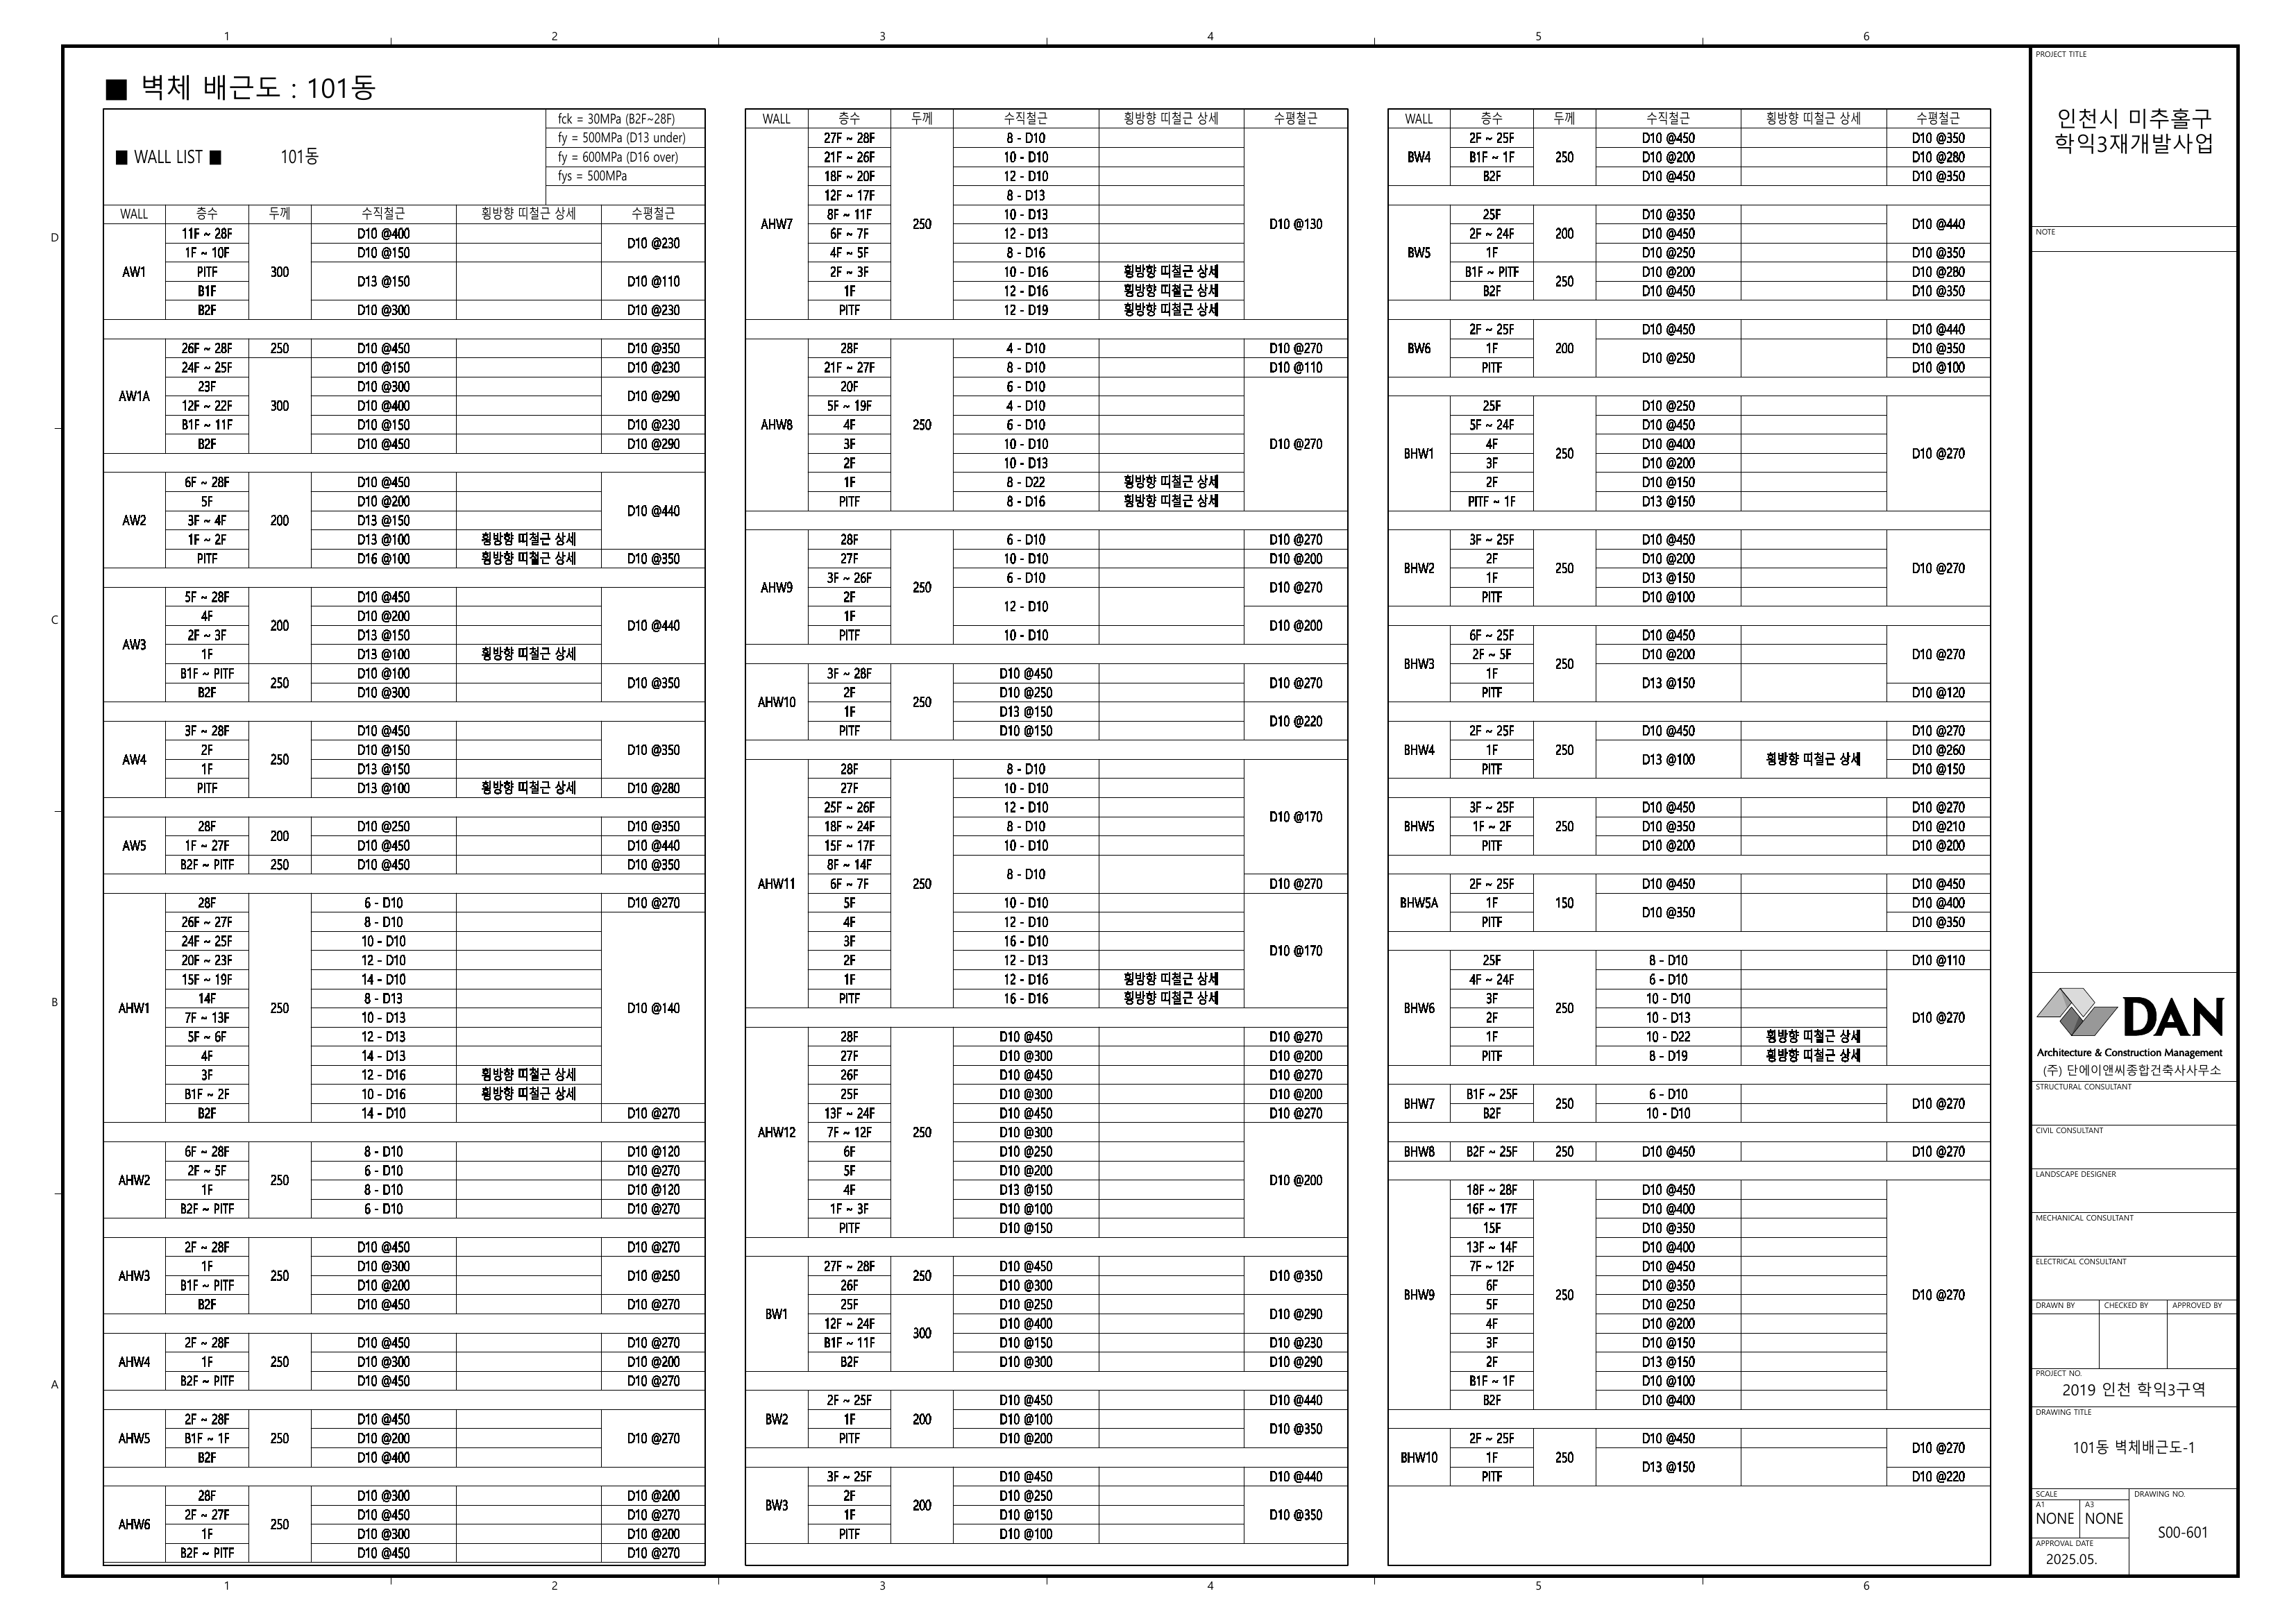 ■ 벽체 배근도 : 101동
■ WALL LIST ■ 101동
fck = 30MPa (B2F~28F)
fy = 500MPa (D13 under)
fy = 600MPa (D16 over)
fys = 500MPa
WALL 층수 두께 수직철근 횡방향 띠철근 상세 수평철근
AW1
11F ~ 28F 300 D10 @400 D10 @230
1F ~ 10F D10 @150
PITF D13 @150 D10 @110
B1F
B2F D10 @300 D10 @230
AW1A
26F ~ 28F 250 D10 @450 D10 @350
24F ~ 25F 300 D10 @150 D10 @230
23F D10 @300 D10 @290
12F ~ 22F D10 @400
B1F ~ 11F D10 @150 D10 @230
B2F D10 @450 D10 @290
AW2
6F ~ 28F 200 D10 @450 D10 @440
5F D10 @200
3F ~ 4F D13 @150
1F ~ 2F D13 @100 횡방향 띠철근 상세
PITF D16 @100 횡방향 띠철근 상세 D10 @350
AW3
5F ~ 28F 200 D10 @450 D10 @440
4F D10 @200
2F ~ 3F D13 @150
1F D13 @100 횡방향 띠철근 상세
B1F ~ PITF 250 D10 @100 D10 @350
B2F D10 @300
AW4
3F ~ 28F 250 D10 @450 D10 @350
2F D10 @150
1F D13 @150
PITF D13 @100 횡방향 띠철근 상세 D10 @280
AW5
28F 200 D10 @250 D10 @350
1F ~ 27F D10 @450 D10 @440
B2F ~ PITF 250 D10 @450 D10 @350
AHW1
28F 250 6 - D10 D10 @270
26F ~ 27F 8 - D10 D10 @140
24F ~ 25F 10 - D10
20F ~ 23F 12 - D10
15F ~ 19F 14 - D10
14F 8 - D13
7F ~ 13F 10 - D13
5F ~ 6F 12 - D13
4F 14 - D13
3F 12 - D16 횡방향 띠철근 상세
B1F ~ 2F 10 - D16 횡방향 띠철근 상세
B2F 14 - D10 D10 @270
AHW2
6F ~ 28F 250 8 - D10 D10 @120
2F ~ 5F 6 - D10 D10 @270
1F 8 - D10 D10 @120
B2F ~ PITF 6 - D10 D10 @270
AHW3
2F ~ 28F 250 D10 @450 D10 @270
1F D10 @300 D10 @250
B1F ~ PITF D10 @200
B2F D10 @450 D10 @270
AHW4
2F ~ 28F 250 D10 @450 D10 @270
1F D10 @300 D10 @200
B2F ~ PITF D10 @450 D10 @270
AHW5
2F ~ 28F 250 D10 @450 D10 @270
B1F ~ 1F D10 @200
B2F D10 @400
AHW6
28F 250 D10 @300 D10 @200
2F ~ 27F D10 @450 D10 @270
1F D10 @300 D10 @200
B2F ~ PITF D10 @450 D10 @270
WALL 층수 두께 수직철근 횡방향 띠철근 상세 수평철근
AHW7
27F ~ 28F 250 8 - D10 D10 @130
21F ~ 26F 10 - D10
18F ~ 20F 12 - D10
12F ~ 17F 8 - D13
8F ~ 11F 10 - D13
6F ~ 7F 12 - D13
4F ~ 5F 8 - D16
2F ~ 3F 10 - D16 횡방향 띠철근 상세
1F 12 - D16 횡방향 띠철근 상세
PITF 12 - D19 횡방향 띠철근 상세
AHW8
28F 250 4 - D10 D10 @270
21F ~ 27F 8 - D10 D10 @110
20F 6 - D10 D10 @270
5F ~ 19F 4 - D10
4F 6 - D10
3F 10 - D10
2F 10 - D13
1F 8 - D22 횡방향 띠철근 상세
PITF 8 - D16 횡방향 띠철근 상세
AHW9
28F 250 6 - D10 D10 @270
27F 10 - D10 D10 @200
3F ~ 26F 6 - D10 D10 @270
2F 12 - D10
1F D10 @200
PITF 10 - D10
AHW10
3F ~ 28F 250 D10 @450 D10 @270
2F D10 @250
1F D13 @150 D10 @220
PITF D10 @150
AHW11
28F 250 8 - D10 D10 @170
27F 10 - D10
25F ~ 26F 12 - D10
18F ~ 24F 8 - D10
15F ~ 17F 10 - D10
8F ~ 14F 8 - D10
6F ~ 7F D10 @270
5F 10 - D10 D10 @170
4F 12 - D10
3F 16 - D10
2F 12 - D13
1F 12 - D16 횡방향 띠철근 상세
PITF 16 - D16 횡방향 띠철근 상세
AHW12
28F 250 D10 @450 D10 @270
27F D10 @300 D10 @200
26F D10 @450 D10 @270
25F D10 @300 D10 @200
13F ~ 24F D10 @450 D10 @270
7F ~ 12F D10 @300 D10 @200
6F D10 @250
5F D10 @200
4F D13 @150
1F ~ 3F D10 @100
PITF D10 @150
BW1
27F ~ 28F 250 D10 @450 D10 @350
26F D10 @300
25F 300 D10 @250 D10 @290
12F ~ 24F D10 @400
B1F ~ 11F D10 @150 D10 @230
B2F D10 @300 D10 @290
BW2
2F ~ 25F 200 D10 @450 D10 @440
1F D10 @100 D10 @350
PITF D10 @200
BW3
3F ~ 25F 200 D10 @450 D10 @440
2F D10 @250 D10 @350
1F D10 @150
PITF D10 @100
WALL 층수 두께 수직철근 횡방향 띠철근 상세 수평철근
BW4
2F ~ 25F 250 D10 @450 D10 @350
B1F ~ 1F D10 @200 D10 @280
B2F D10 @450 D10 @350
BW5
25F 200 D10 @350 D10 @440
2F ~ 24F D10 @450
1F D10 @250 D10 @350
B1F ~ PITF 250 D10 @200 D10 @280
B2F D10 @450 D10 @350
BW6
2F ~ 25F 200 D10 @450 D10 @440
1F D10 @250 D10 @350
PITF D10 @100
BHW1
25F 250 D10 @250 D10 @270
5F ~ 24F D10 @450
4F D10 @400
3F D10 @200
2F D10 @150
PITF ~ 1F D13 @150
BHW2
3F ~ 25F 250 D10 @450 D10 @270
2F D10 @200
1F D13 @150
PITF D10 @100
BHW3
6F ~ 25F 250 D10 @450 D10 @270
2F ~ 5F D10 @200
1F D13 @150
PITF D10 @120
BHW4
2F ~ 25F 250 D10 @450 D10 @270
1F D13 @100 횡방향 띠철근 상세 D10 @260
PITF D10 @150
BHW5
3F ~ 25F 250 D10 @450 D10 @270
1F ~ 2F D10 @350 D10 @210
PITF D10 @200 D10 @200
BHW5A
2F ~ 25F 150 D10 @450 D10 @450
1F D10 @350 D10 @400
PITF D10 @350
BHW6
25F 250 8 - D10 D10 @110
4F ~ 24F 6 - D10 D10 @270
3F 10 - D10
2F 10 - D13
1F 10 - D22 횡방향 띠철근 상세
PITF 8 - D19 횡방향 띠철근 상세
BHW7
B1F ~ 25F 250 6 - D10 D10 @270
B2F 10 - D10
BHW8 B2F ~ 25F 250 D10 @450 D10 @270
BHW9
18F ~ 28F 250 D10 @450 D10 @270
16F ~ 17F D10 @400
15F D10 @350
13F ~ 14F D10 @400
7F ~ 12F D10 @450
6F D10 @350
5F D10 @250
4F D10 @200
3F D10 @150
2F D13 @150
B1F ~ 1F D10 @100
B2F D10 @400
BHW10
2F ~ 25F 250 D10 @450 D10 @270
1F D13 @150
PITF D10 @220
PROJECT TITLE
인천시 미추홀구
학익3재개발사업
NOTE
DAN
Architecture & Construction Management
(주) 단에이앤씨종합건축사사무소
STRUCTURAL CONSULTANT
CIVIL CONSULTANT
LANDSCAPE DESIGNER
MECHANICAL CONSULTANT
ELECTRICAL CONSULTANT
DRAWN BY CHECKED BY APPROVED BY
PROJECT NO.
2019 인천 학익3구역
DRAWING TITLE
101동 벽체배근도-1
SCALE DRAWING NO.
A1 A3
NONE NONE
S00-601
APPROVAL DATE
2025.05.
1 2 3 4 5 6
D
C
B
A
1 2 3 4 5 6